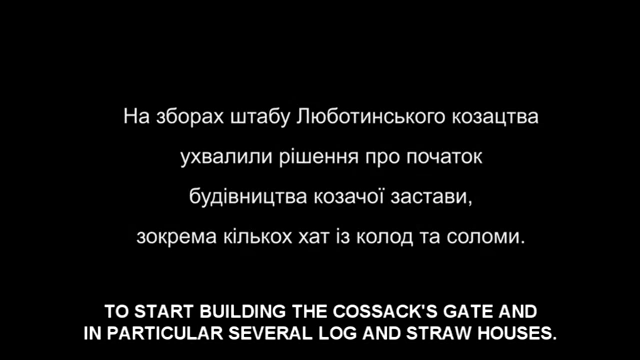 На зборах штабу Люботинського козацтва
ухвалили рішення про початок
будівництва козачої застави,
зокрема кількох хат із колод та соломи.
TO START BUILDING THE COSSACK'S GATE AND
IN PARTICULAR SEVERAL LOG AND STRAW HOUSES.